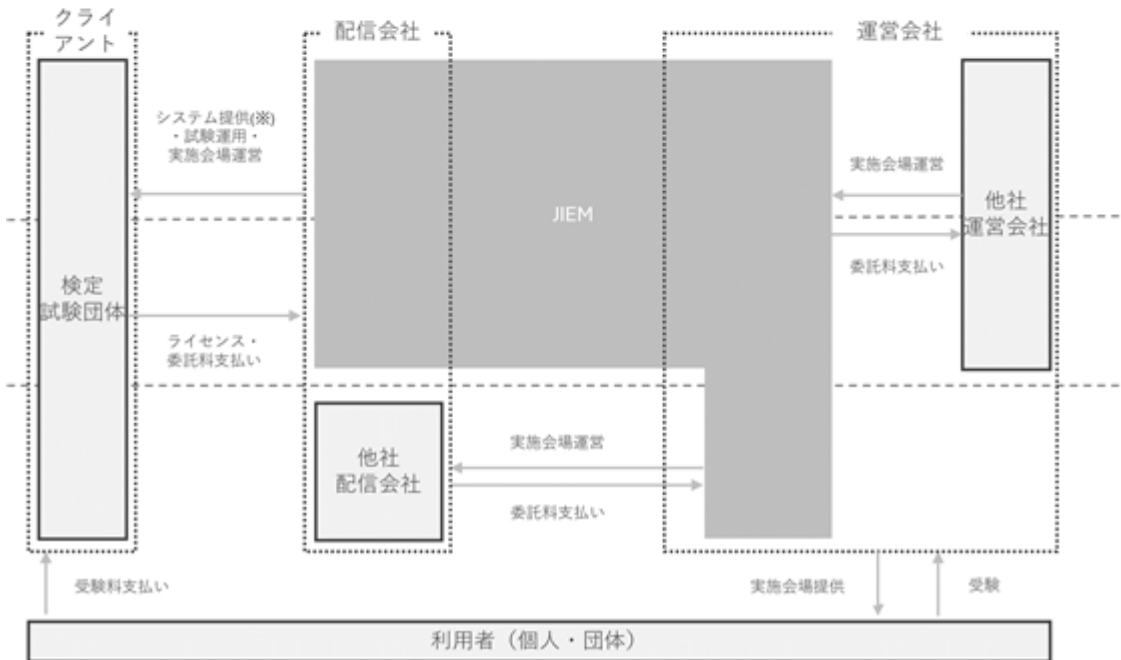 クライ
アント
配信会社
運営会社
システム提供(※)
・試験運用・
実施会場運営
実施会場運営
JIEM
他社
運営会社
委託料支払い
検定
試験団体
ライセンス・
委託料支払い
実施会場運営
他社
配信会社
委託料支払い
受験料支払い
実施会場提供
受験
利用者（個人・団体）